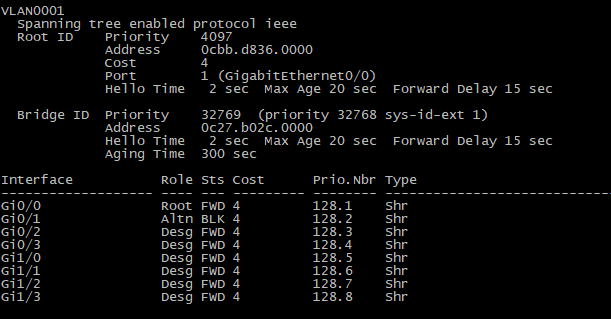 VLAN0001
  Spanning tree enabled protocol ieee
  Root ID    Priority    4097
             Address     0cbb.d836.0000
             Cost        4
             Port        1 (GigabitEthernet0/0)
             Hello Time   2 sec  Max Age 20 sec  Forward Delay 15 sec

  Bridge ID  Priority    32769  (priority 32768 sys-id-ext 1)
             Address     0c27.b02c.0000
             Hello Time   2 sec  Max Age 20 sec  Forward Delay 15 sec
             Aging Time  300 sec

Interface           Role Sts Cost      Prio.Nbr Type
------------------- ---- --- --------- -------- --------------------------------
Gi0/0               Root FWD 4         128.1    Shr
Gi0/1               Altn BLK 4         128.2    Shr
Gi0/2               Desg FWD 4         128.3    Shr
Gi0/3               Desg FWD 4         128.4    Shr
Gi1/0               Desg FWD 4         128.5    Shr
Gi1/1               Desg FWD 4         128.6    Shr
Gi1/2               Desg FWD 4         128.7    Shr
Gi1/3               Desg FWD 4         128.8    Shr